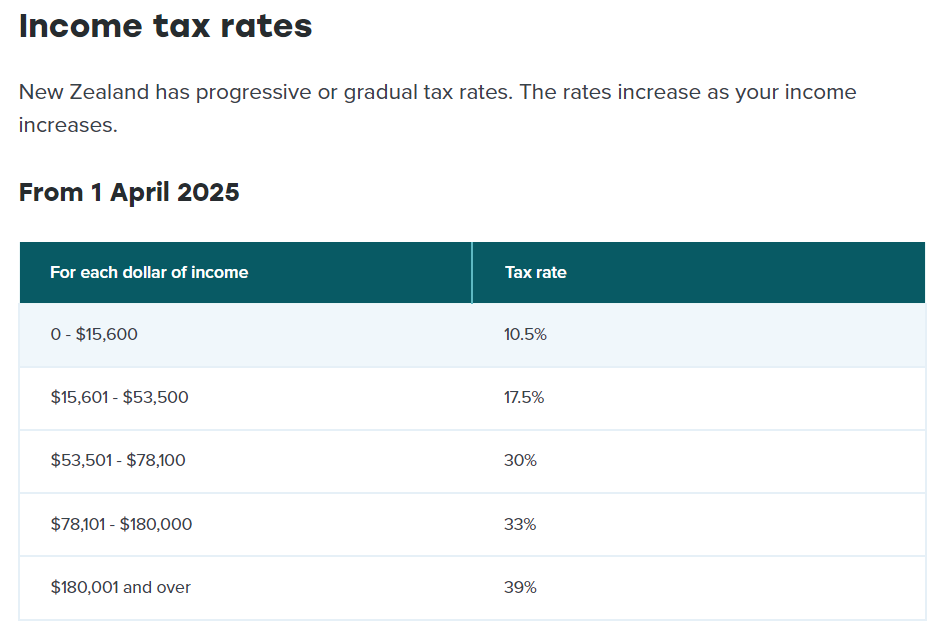 Income tax rates
New Zealand has progressive or gradual tax rates. The rates increase as your income
increases.
From 1 April 2025
For each dollar of income Tax rate
0 - $15,600 10.5%
$15,601 - $53,500 17.5%
$53,501 - $78,100 30%
$78,101 - $180,000 33%
$180,001 and over 39%